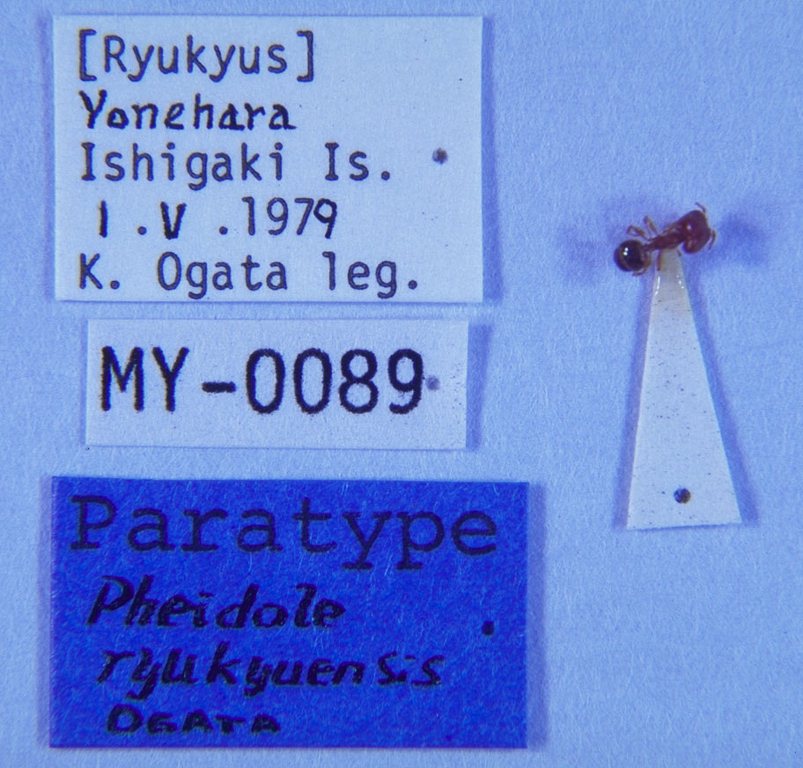 [Ryukyus]
Yonehara
Ishigaki Is.
1.V.1979
K. Ogata leg.
MY-0089
Paratype
Pheidole
ryukyuensis
OGATA